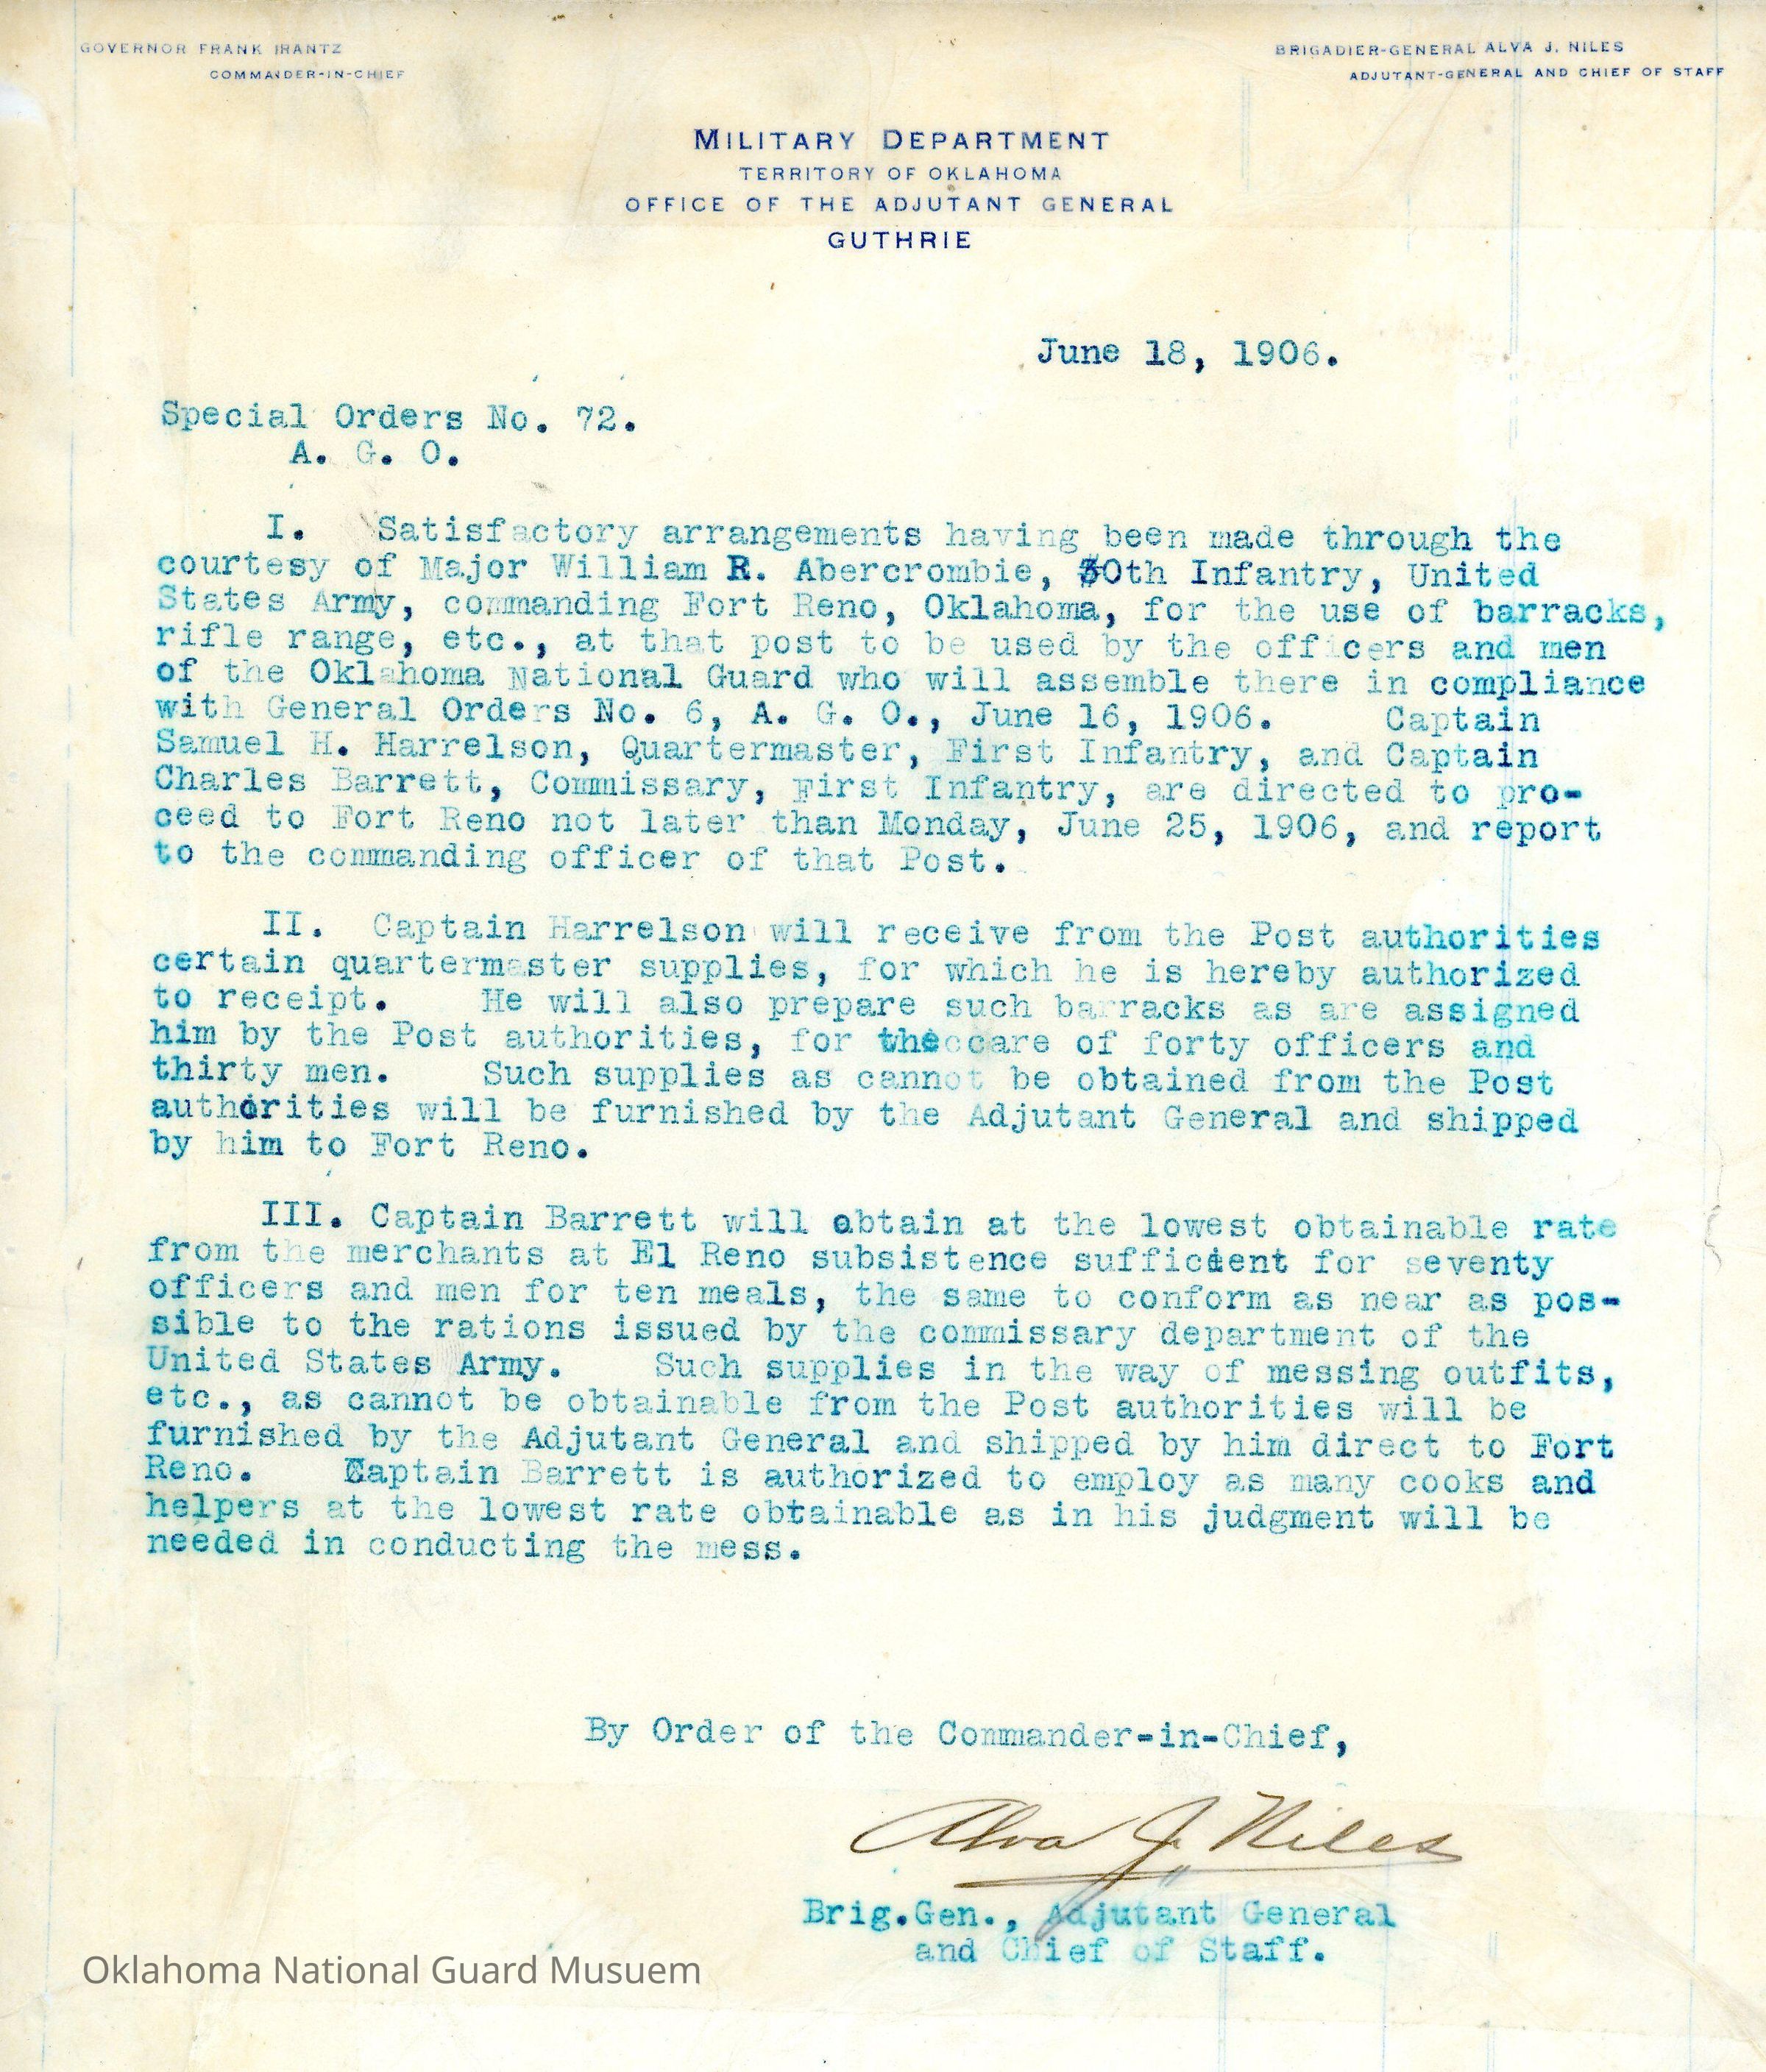 GOVERNOR FRANK FRANTZ
COMMANDER-IN-CHIEF
BRIGADIER-GENERAL ALVA J. NILES
ADJUTANT-GENERAL AND CHIEF OF STAFF
MILITARY DEPARTMENT
TERRITORY OF OKLAHOMA
OFFICE OF THE ADJUTANT GENERAL
GUTHRIE
June 18, 1906.
Special Orders No. 72.
A. G. O.
I. Satisfactory arrangements having been made through the
courtesy of Major William R. Abercrombie, 30th Infantry, United
States Army, commanding Fort Reno, Oklahoma, for the use of barracks,
rifle range, etc., at that post to be used by the officers and men
of the Oklahoma National Guard who will assemble there in compliance
with General Orders No. 6, A. G. O., June 16, 1906. Captain
Samuel H. Harrelson, Quartermaster, First Infantry, and Captain
Charles Barrett, Commissary, First Infantry, are directed to pro-
ceed to Fort Reno not later than Monday, June 25, 1906, and report
to the commanding officer of that Post.
II. Captain Harrelson will receive from the Post authorities
certain quartermaster supplies, for which he is hereby authorized
to receipt. He will also prepare such barracks as are assigned
him by the Post authorities, for the care of forty officers and
thirty men. Such supplies as cannot be obtained from the Post
authorities will be furnished by the Adjutant General and shipped
by him to Fort Reno.
III. Captain Barrett will obtain at the lowest obtainable rate
from the merchants at El Reno subsistence sufficient for seventy
officers and men for ten meals, the same to conform as near as pos-
sible to the rations issued by the commissary department of the
United States Army. Such supplies in the way of messing outfits,
etc., as cannot be obtainable from the Post authorities will be
furnished by the Adjutant General and shipped by him direct to Fort
Reno. Captain Barrett is authorized to employ as many cooks and
helpers at the lowest rate obtainable as in his judgment will be
needed in conducting the mess.
By Order of the Commander-in-Chief,
Alva J. Niles
Brig.Gen., Adjutant General
and Chief of Staff.
Oklahoma National Guard Musuem